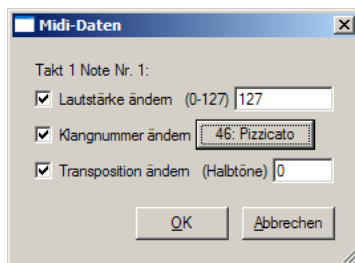 Midi-Daten
Takt 1 Note Nr. 1:
Lautstärke ändern (0-127) 127
Klangnummer ändern 46: Pizzicato
Transposition ändern (Halbtöne) 0
OK Abbrechen